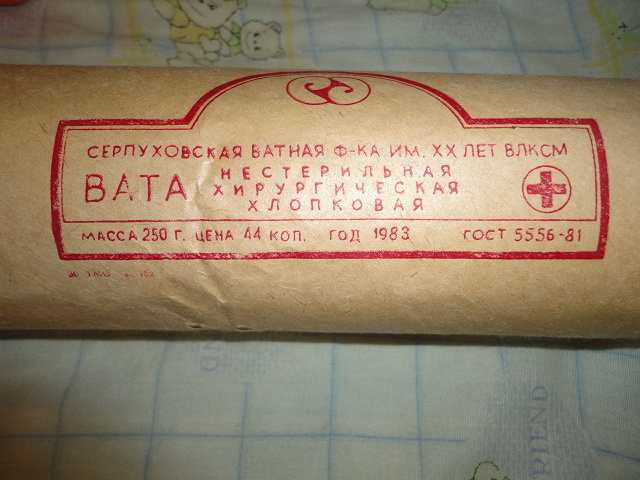 СЕРПУХОВСКАЯ ВАТНАЯ Ф-КА ИМ. XX ЛЕТ ВЛКСМ
ВАТА
НЕСТЕРИЛЬНАЯ
ХИРУРГИЧЕСКАЯ
ХЛОПКОВАЯ
МАССА 250 Г. ЦЕНА 44 КОП. ГОД 1983 ГОСТ 5556-81
RIEND